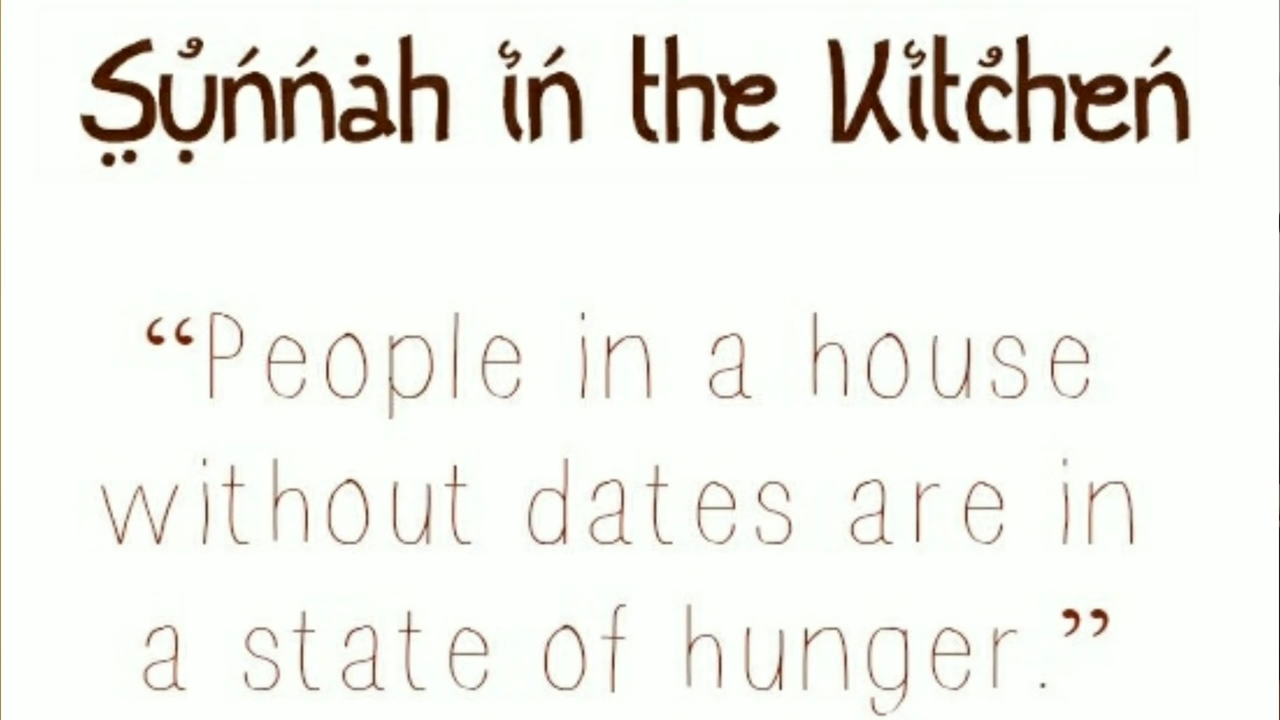 Sunnah in the Kitchen
“People in a house
without dates are in
a state of hunger.”